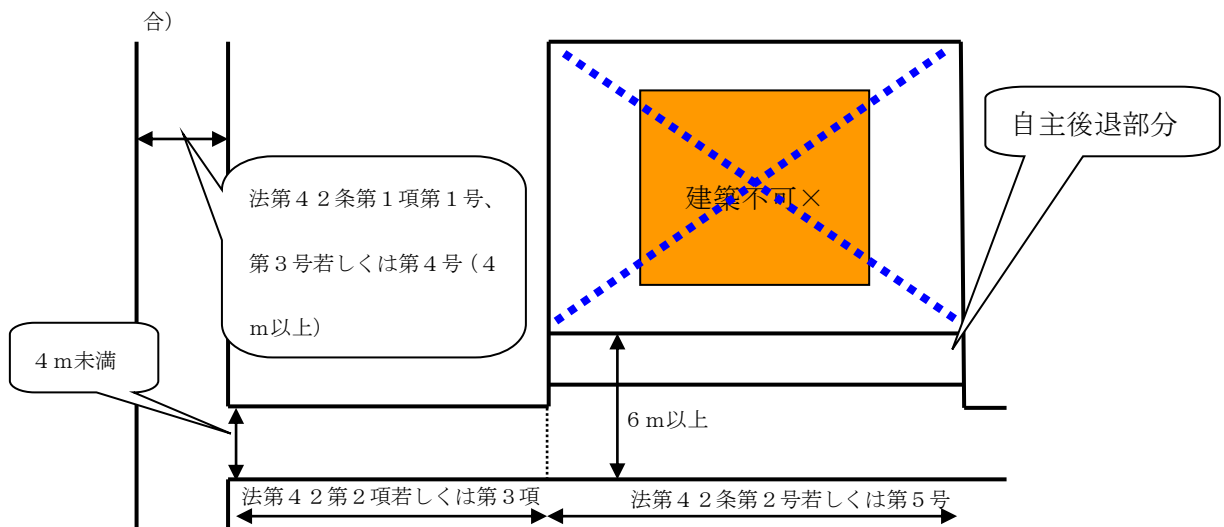 合）
自主後退部分
建築不可×
法第４２条第１項第１号、
第３号若しくは第４号（４
ｍ以上）
４ｍ未満
６ｍ以上
法第４２第２項若しくは第３項
法第４２条第２号若しくは第５号